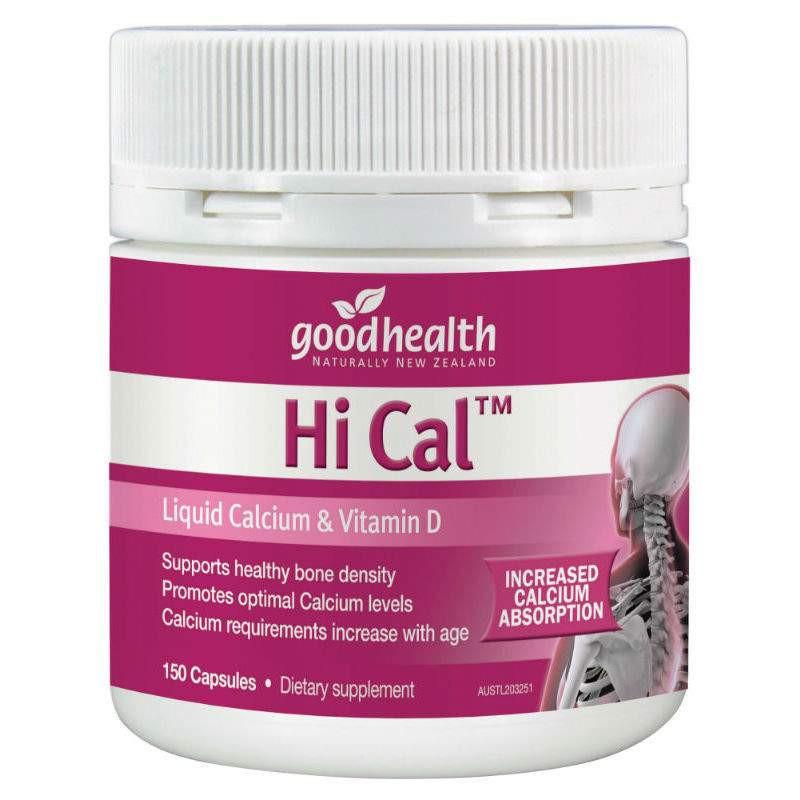 goodhealth
NATURALLY NEW ZEALAND
Hi Cal™
Liquid Calcium & Vitamin D
Supports healthy bone density
Promotes optimal Calcium levels
Calcium requirements increase with age
INCREASED
CALCIUM
ABSORPTION
150 Capsules • Dietary supplement
AUSTL203251